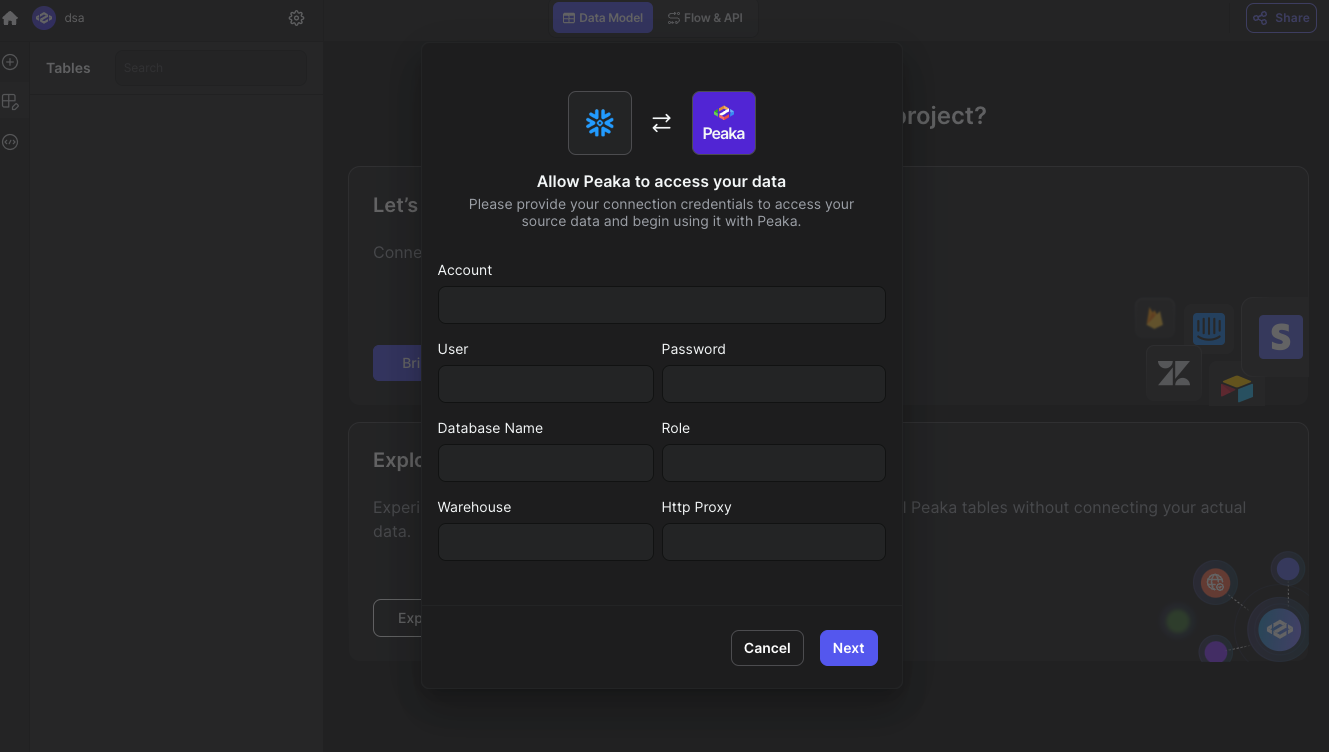 dsa
Data Model
Flow & API
Share
Tables
Search
project?
Peaka
Allow Peaka to access your data
Please provide your connection credentials to access your
source data and begin using it with Peaka.
Let's
Conne
Account
User
Password
Bri
Database Name
Role
Explo
Warehouse
Http Proxy
Experi
l Peaka tables without connecting your actual
data.
Exp
Cancel
Next